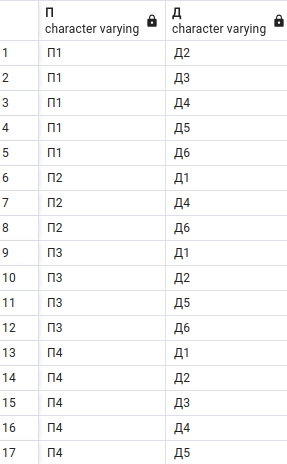 П Д
character varying character varying
1 П1 Д2
2 П1 Д3
3 П1 Д4
4 П1 Д5
5 П1 Д6
6 П2 Д1
7 П2 Д4
8 П2 Д6
9 П3 Д1
10 П3 Д2
11 П3 Д5
12 П3 Д6
13 П4 Д1
14 П4 Д2
15 П4 Д3
16 П4 Д4
17 П4 Д5